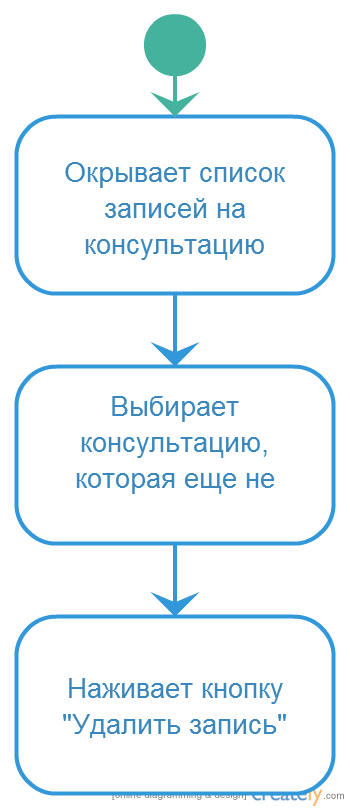 Окрывает список
записей на
консультацию
Выбирает
консультацию,
которая еще не
Наживает кнопку
"Удалить запись"
[online diagramming & design] creately.com